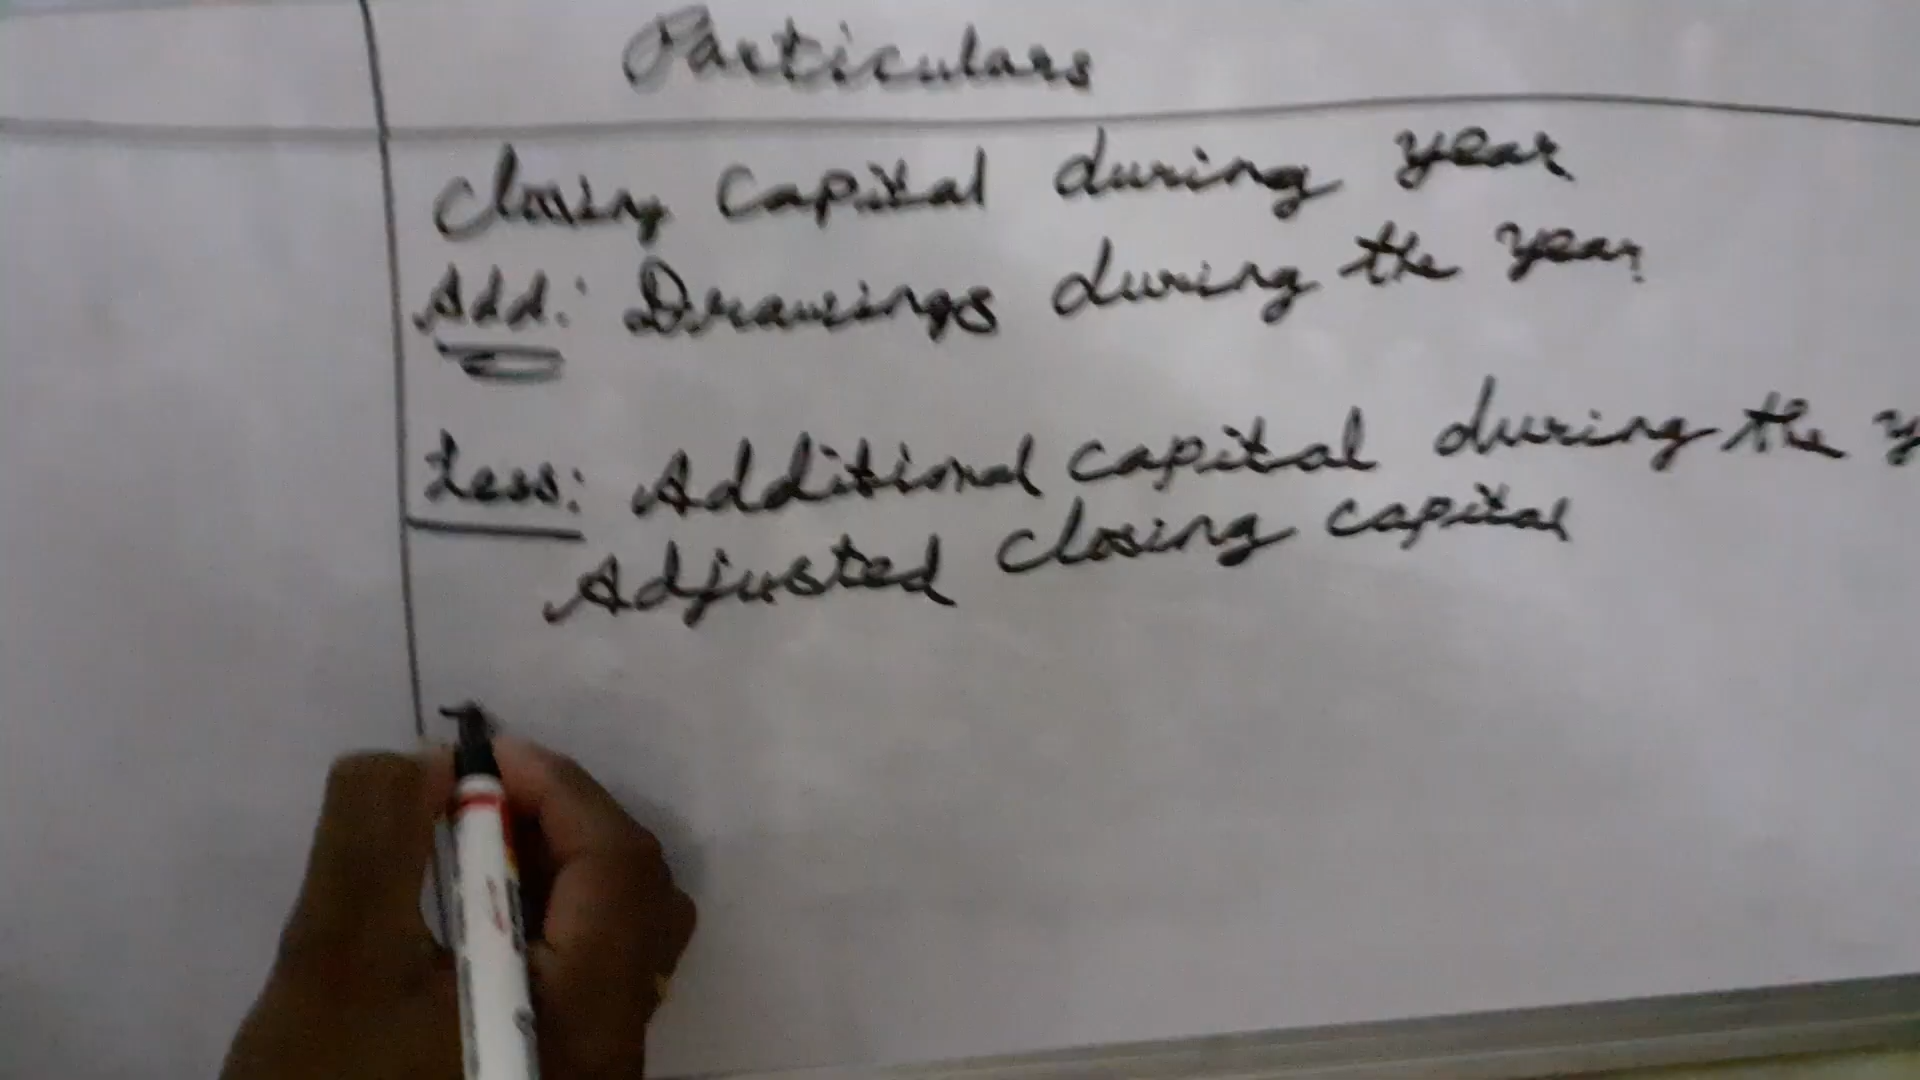 Particulars
Closing Capital during year
Add: Drawings during the year
Less: Additional capital during the y
Adjusted closing capital